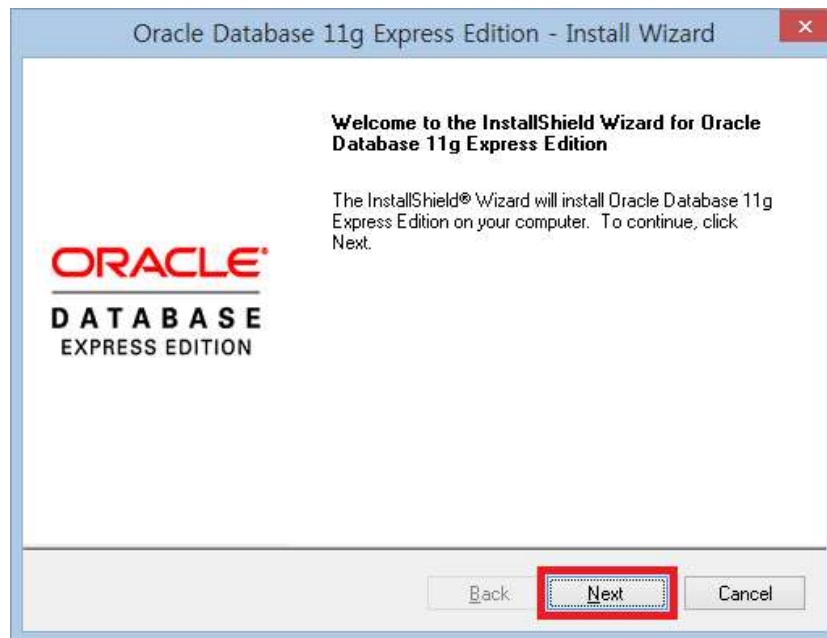 Oracle Database 11g Express Edition - Install Wizard
Welcome to the InstallShield Wizard for Oracle
Database 11g Express Edition
The InstallShield® Wizard will install Oracle Database 11g
Express Edition on your computer. To continue, click
Next.
ORACLE
DATABASE
EXPRESS EDITION
Back Next Cancel